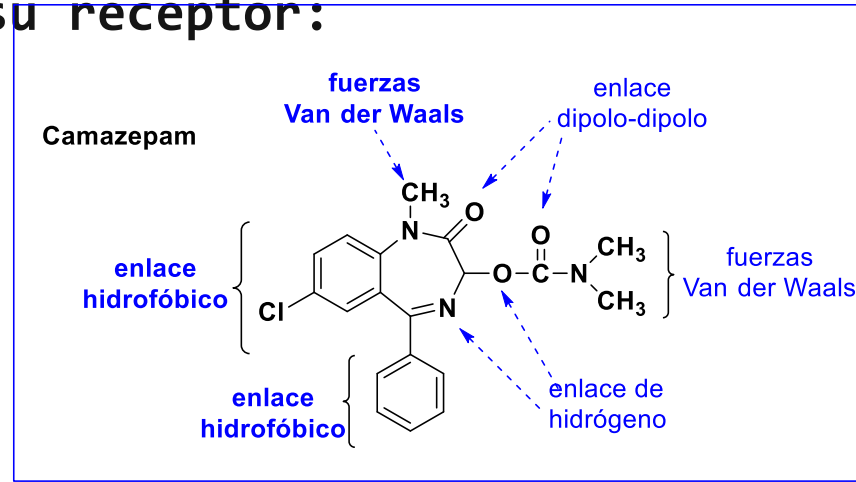 su receptor:
fuerzas
Van der Waals
enlace
dipolo-dipolo
Camazepam
CH3
O
N
O
CH3
enlace
hidrofóbico
O
C
N
fuerzas
Van der Waals
Cl
N
CH3
enlace
hidrofóbico
enlace de
hidrógeno